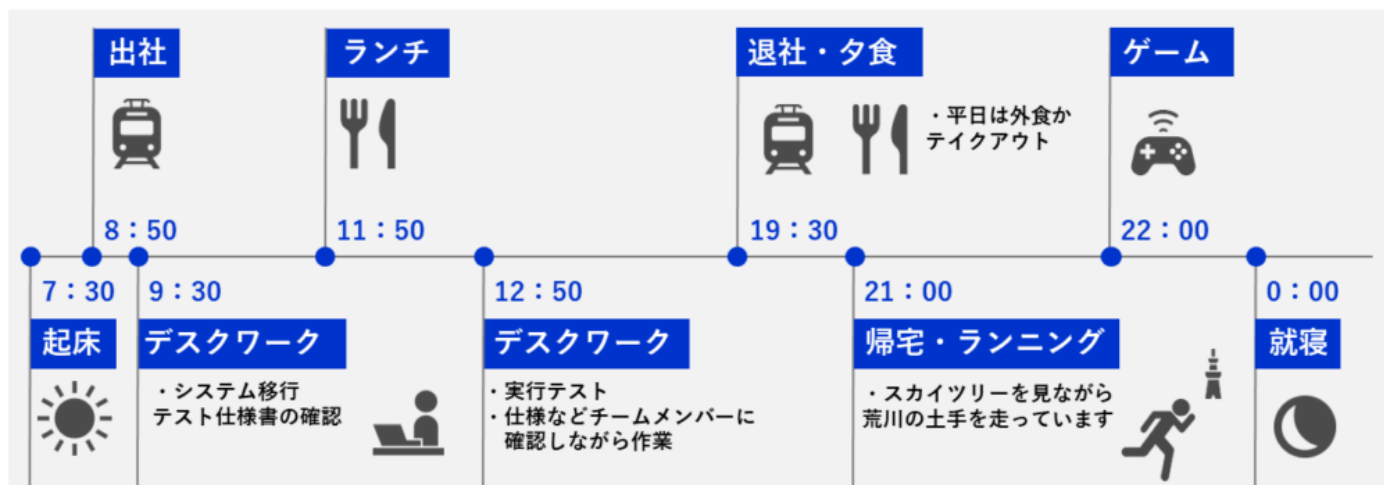 出社
ランチ
退社・夕食
ゲーム
・平日は外食か
テイクアウト
8：50
11：50
19：30
22：00
7：30
9：30
12：50
21：00
0：00
起床
デスクワーク
デスクワーク
帰宅・ランニング
就寝
・システム移行
テスト仕様書の確認
・実行テスト
・仕様などチームメンバーに
確認しながら作業
・スカイツリーを見ながら
荒川の土手を走っています